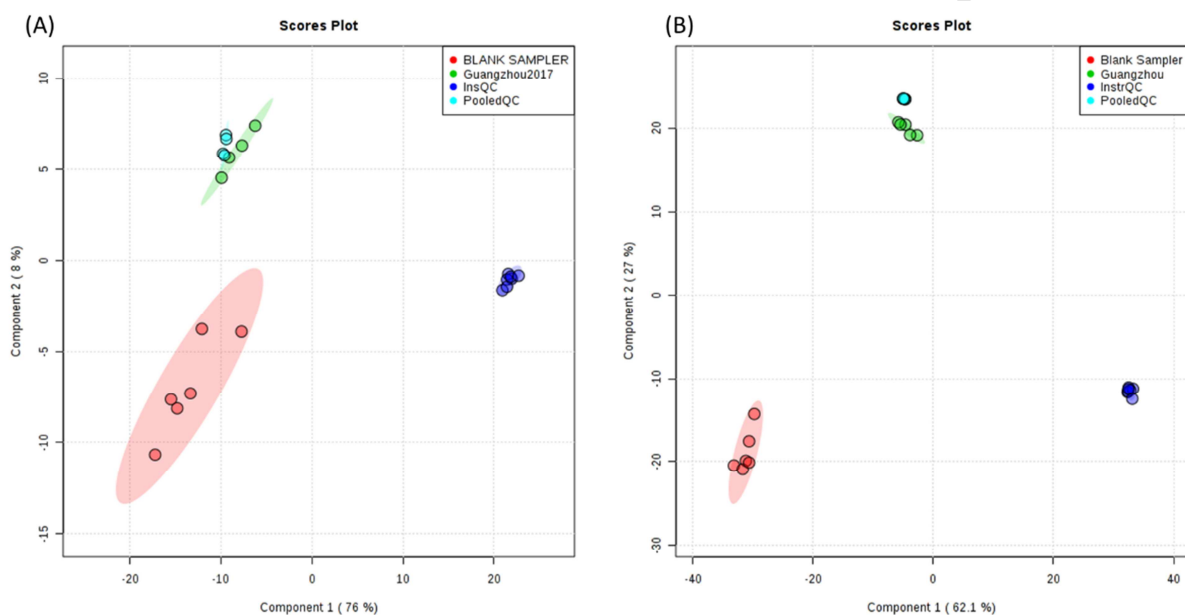 (A)
Scores Plot
BLANK SAMPLER
Guangzhou2017
InsQC
PooledQC
10
5
0
-5
-10
-15
Component 2 ( 8 %)
-20
-10
0
10
20
Component 1 ( 76 %)
(B)
Scores Plot
Blank Sampler
Guangzhou
InstrQC
PooledQC
20
10
0
-10
-20
-30
Component 2 ( 27 %)
-40
-20
0
20
40
Component 1 ( 62.1 %)